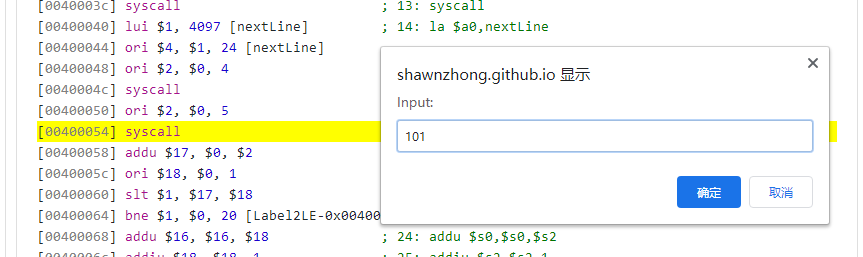 [0040003c] syscall ; 13: syscall
[00400040] lui $1, 4097 [nextLine] ; 14: la $a0,nextLine
[00400044] ori $4, $1, 24 [nextLine]
[00400048] ori $2, $0, 4
[0040004c] syscall
[00400050] ori $2, $0, 5
[00400054] syscall
[00400058] addu $17, $0, $2
[0040005c] ori $18, $0, 1
[00400060] slt $1, $17, $18
[00400064] bne $1, $0, 20 [Label2LE-0x00400
[00400068] addu $16, $16, $18 ; 24: addu $s0,$s0,$s2
[0040006c] addiu $18, $18, 1 ; 25: addiu $s2,$s2,1
shawnzhong.github.io 显示
Input:
101
确定
取消